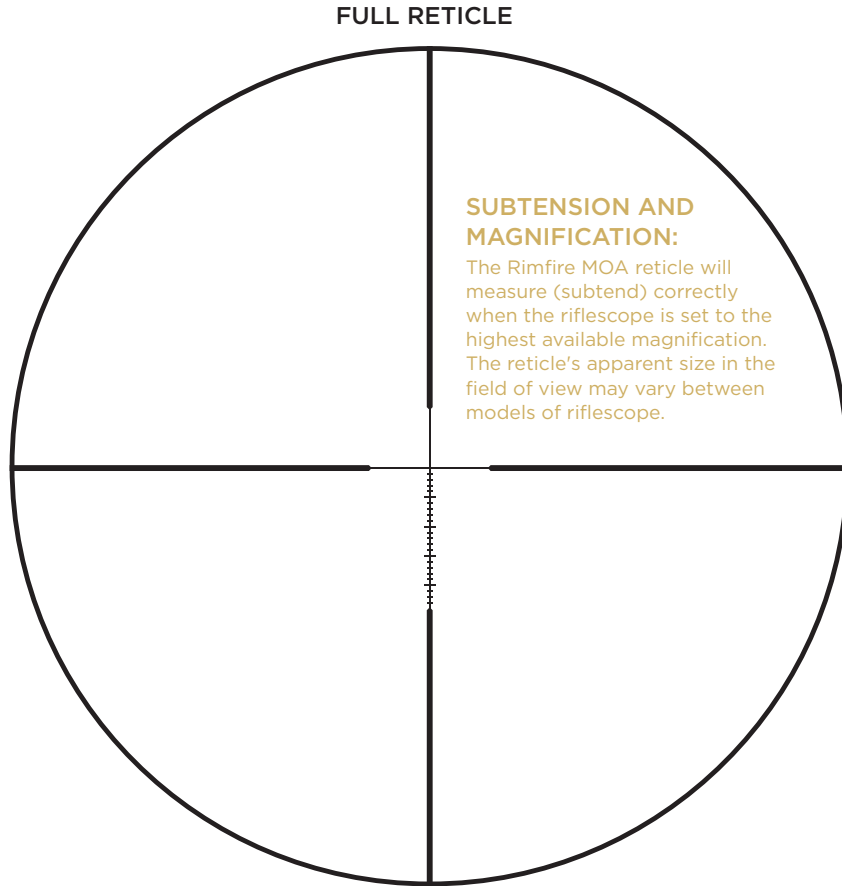 FULL RETICLE
SUBTENSION AND
MAGNIFICATION:
The Rimfire MOA reticle will
measure (subtend) correctly
when the riflescope is set to the
highest available magnification.
The reticle's apparent size in the
field of view may vary between
models of riflescope.